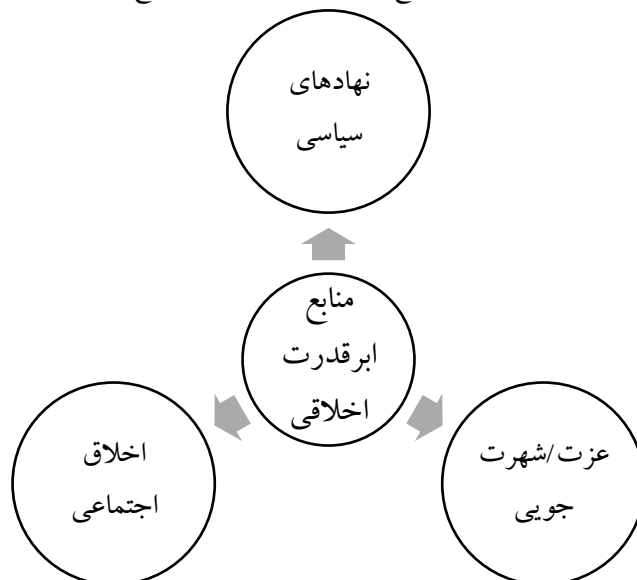 نهادهای
سیاسی
منابع
ابرقدرت
اخلاقی
عزت/شهرت
جویی
اخلاق
اجتماعی